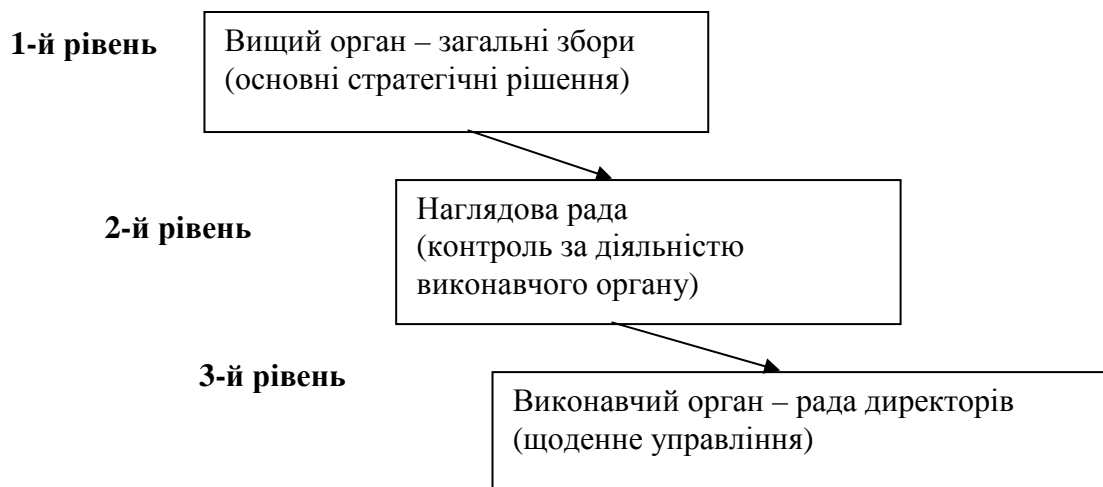 1-й рівень
Вищий орган – загальні збори
(основні стратегічні рішення)
2-й рівень
Наглядова рада
(контроль за діяльністю
виконавчого органу)
3-й рівень
Виконавчий орган – рада директорів
(щоденне управління)